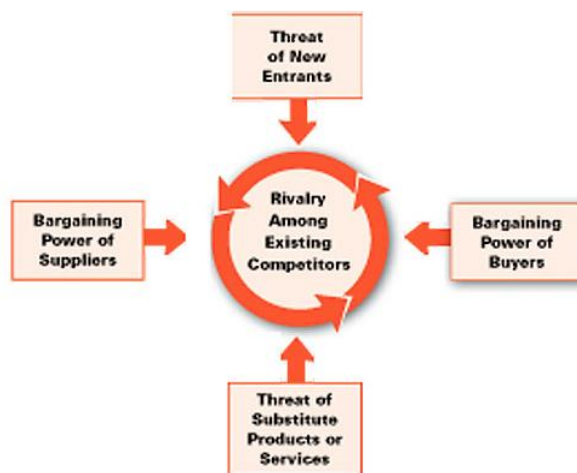 Threat
of New
Entrants
Bargaining
Power of
Suppliers
Rivalry
Among
Existing
Competitors
Bargaining
Power of
Buyers
Threat of
Substitute
Products or
Services